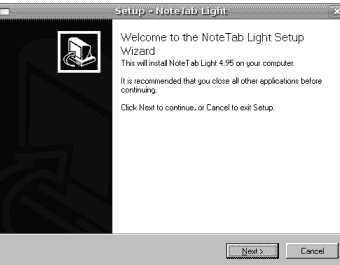 Setup - NoteTab Light
Welcome to the NoteTab Light Setup
Wizard
This will install NoteTab Light 4.95 on your computer.
It is recommended that you close all other applications before
continuing.
Click Next to continue, or Cancel to exit Setup.
Next >
Cancel